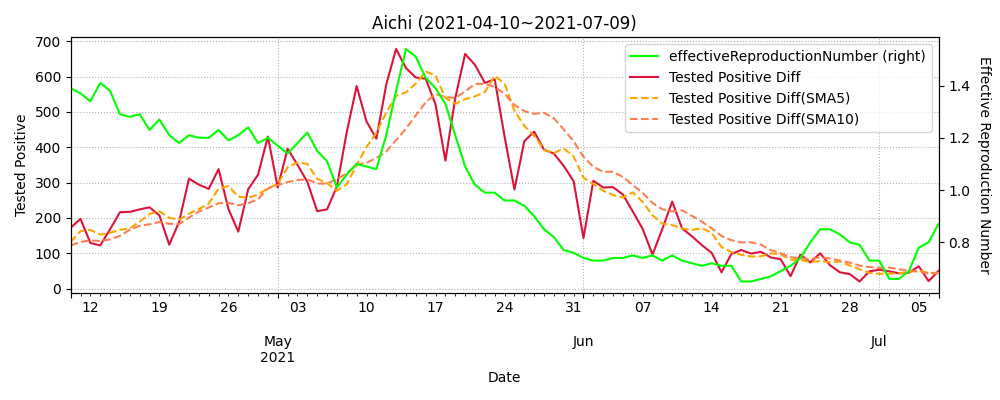 Aichi (2021-04-10~2021-07-09)
effectiveReproductionNumber (right)
Tested Positive Diff
Tested Positive Diff(SMA5)
Tested Positive Diff(SMA10)
Tested Positive
700
600
500
400
300
200
100
0
Effective Reproduction Number
1.4
1.2
1.0
0.8
12 19 26 03 10 17 24 31 07 14 21 28 05
May Jun Jul
2021
Date